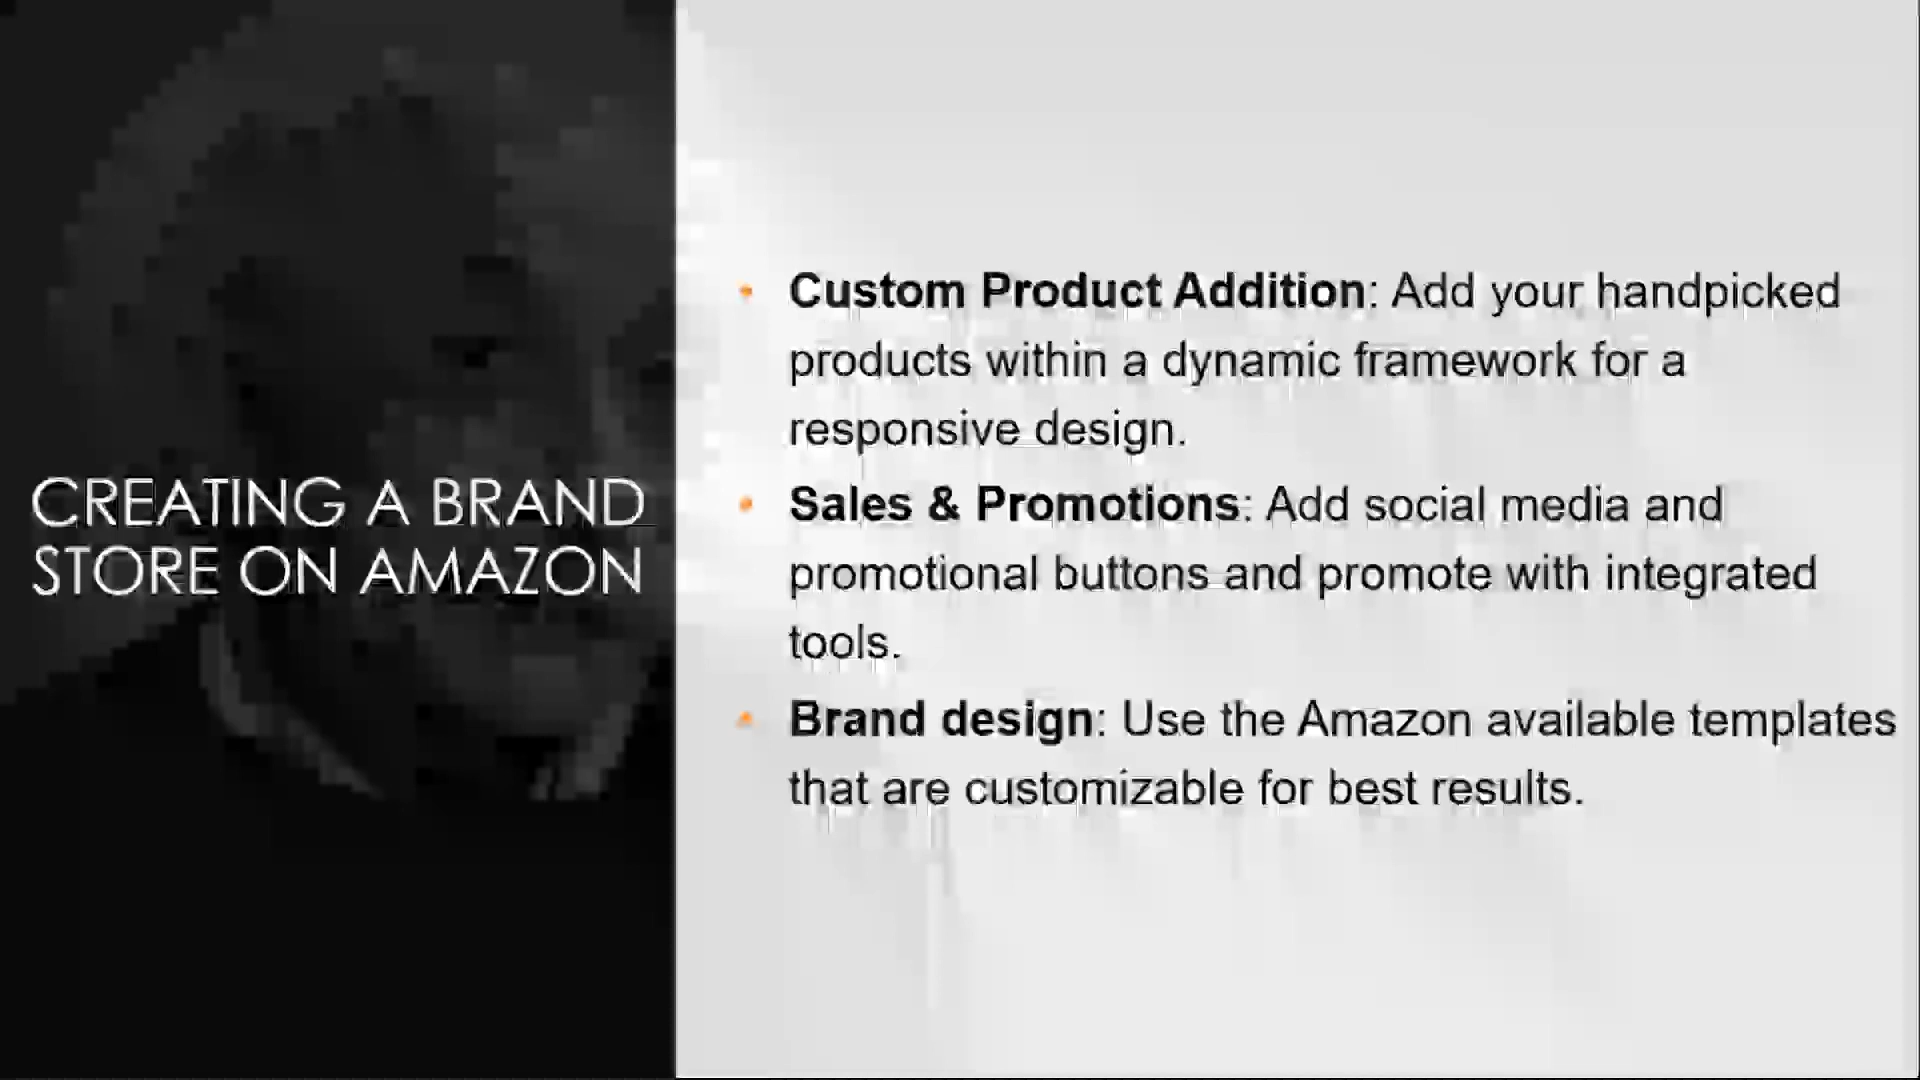 CREATING A BRAND
STORE ON AMAZON
• Custom Product Addition: Add your handpicked
products within a dynamic framework for a
responsive design.
• Sales & Promotions: Add social media and
promotional buttons and promote with integrated
tools.
• Brand design: Use the Amazon available templates
that are customizable for best results.